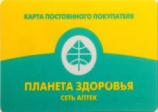 КАРТА ПОСТОЯННОГО ПОКУПАТЕЛЯ
ПЛАНЕТА ЗДОРОВЬЯ
СЕТЬ АПТЕК